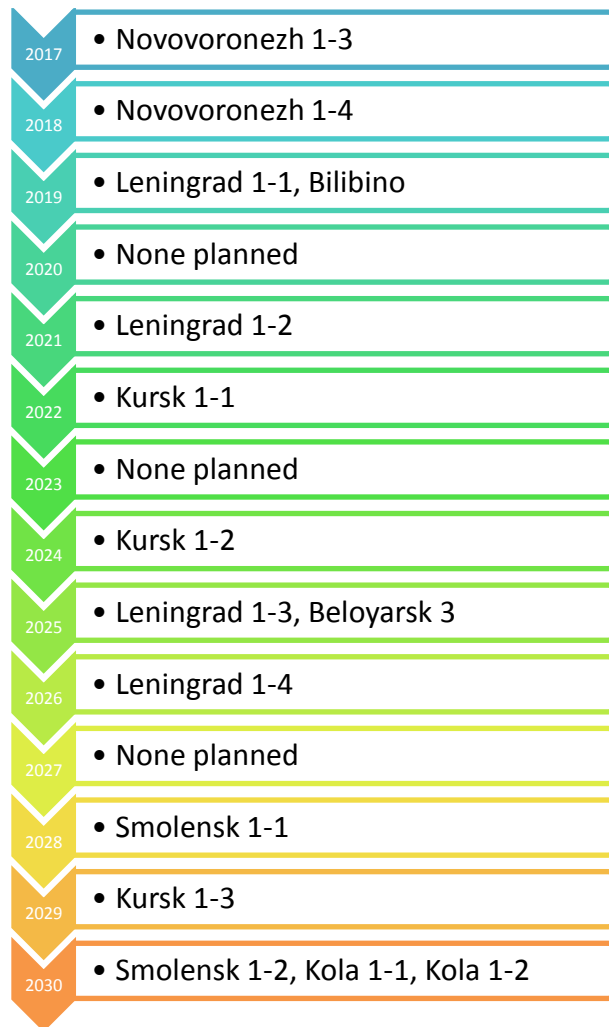 2017
• Novovoronezh 1-3
2018
• Novovoronezh 1-4
2019
• Leningrad 1-1, Bilibino
2020
• None planned
2021
• Leningrad 1-2
2022
• Kursk 1-1
2023
• None planned
2024
• Kursk 1-2
2025
• Leningrad 1-3, Beloyarsk 3
2026
• Leningrad 1-4
2027
• None planned
2028
• Smolensk 1-1
2029
• Kursk 1-3
2030
• Smolensk 1-2, Kola 1-1, Kola 1-2